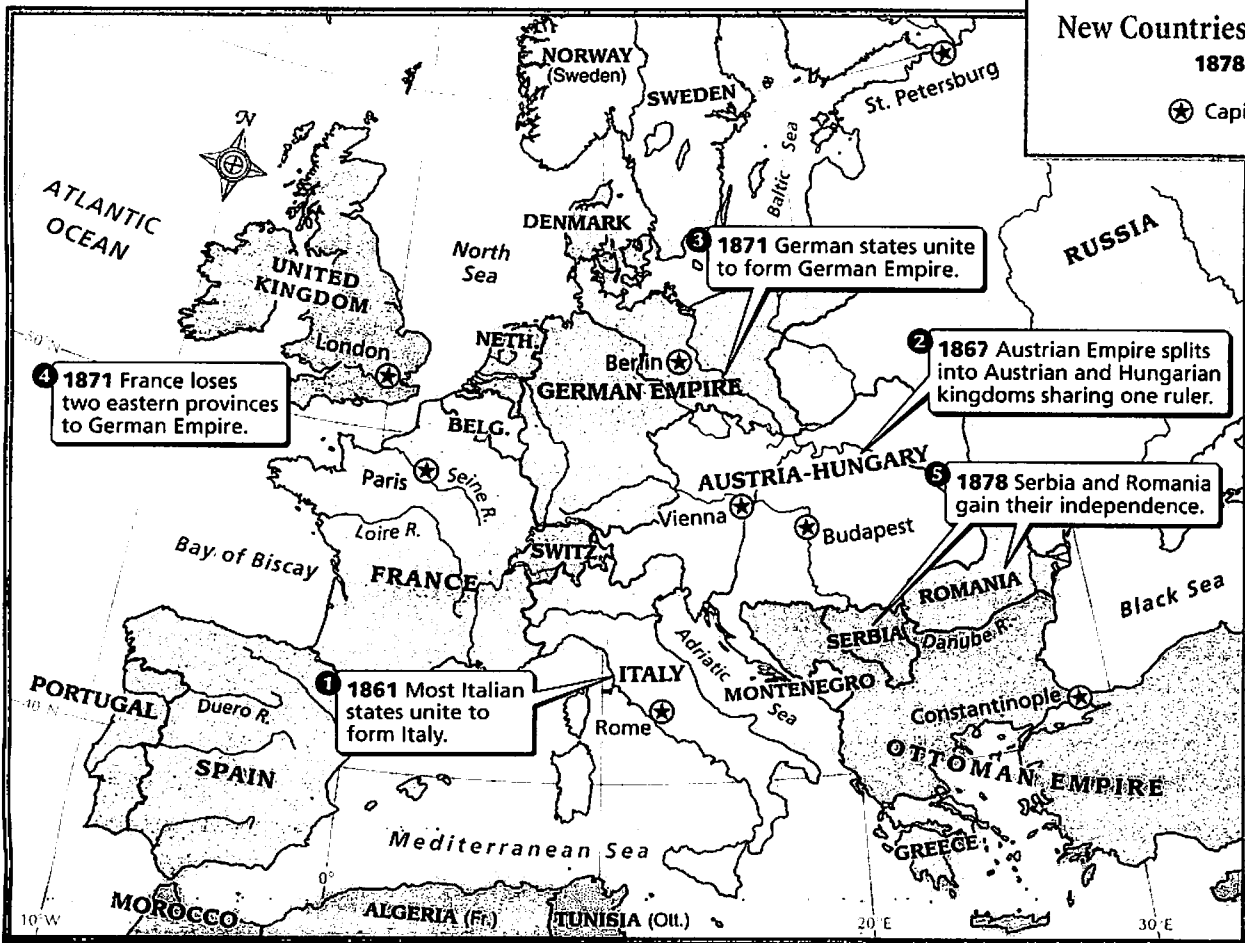 New Countries
1878
Capi
NORWAY
(Sweden)
SWEDEN
St. Petersburg
N
ATLANTIC
OCEAN
Baltic Sea
RUSSIA
DENMARK
North
Sea
UNITED
KINGDOM
3 1871 German states unite
to form German Empire.
50 N
London
NETH.
Berlin
GERMAN EMPIRE
2 1867 Austrian Empire splits
into Austrian and Hungarian
kingdoms sharing one ruler.
4 1871 France loses
two eastern provinces
to German Empire.
BELG.
Paris
Seine R.
AUSTRIA-HUNGARY
5 1878 Serbia and Romania
gain their independence.
Vienna
Budapest
Loire R.
Bay of Biscay
SWITZ.
FRANCE
ROMANIA
Black Sea
SERBIA
Danube R.
Adriatic
Sea
MONTENEGRO
ITALY
Rome
1 1861 Most Italian
states unite to
form Italy.
PORTUGAL
40 N
Duero R.
SPAIN
Constantinople
OTTOMAN EMPIRE
Mediterranean Sea
GREECE
0°
MOROCCO
ALGERIA (Fr.)
TUNISIA (Ott.)
10 W
20 E
30 E